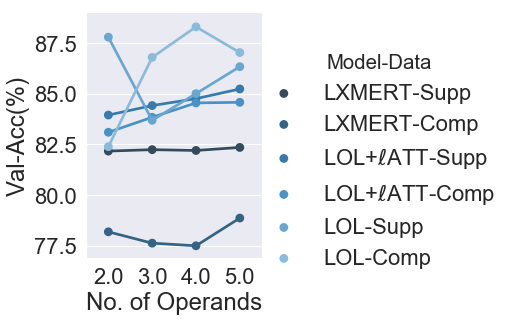 Val-Acc(%)
87.5
85.0
82.5
80.0
77.5
2.0 3.0 4.0 5.0
No. of Operands
Model-Data
LXMERT-Supp
LXMERT-Comp
LOL+ℓATT-Supp
LOL+ℓATT-Comp
LOL-Supp
LOL-Comp